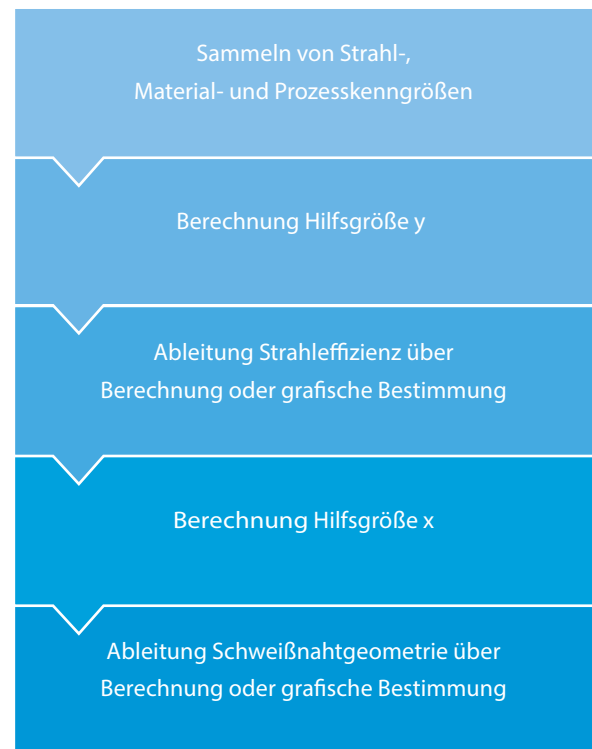 Sammeln von Strahl-,
Material- und Prozesskenngrößen
Berechnung Hilfsgröße y
Ableitung Strahleffizienz über
Berechnung oder grafische Bestimmung
Berechnung Hilfsgröße x
Ableitung Schweißnahtgeometrie über
Berechnung oder grafische Bestimmung